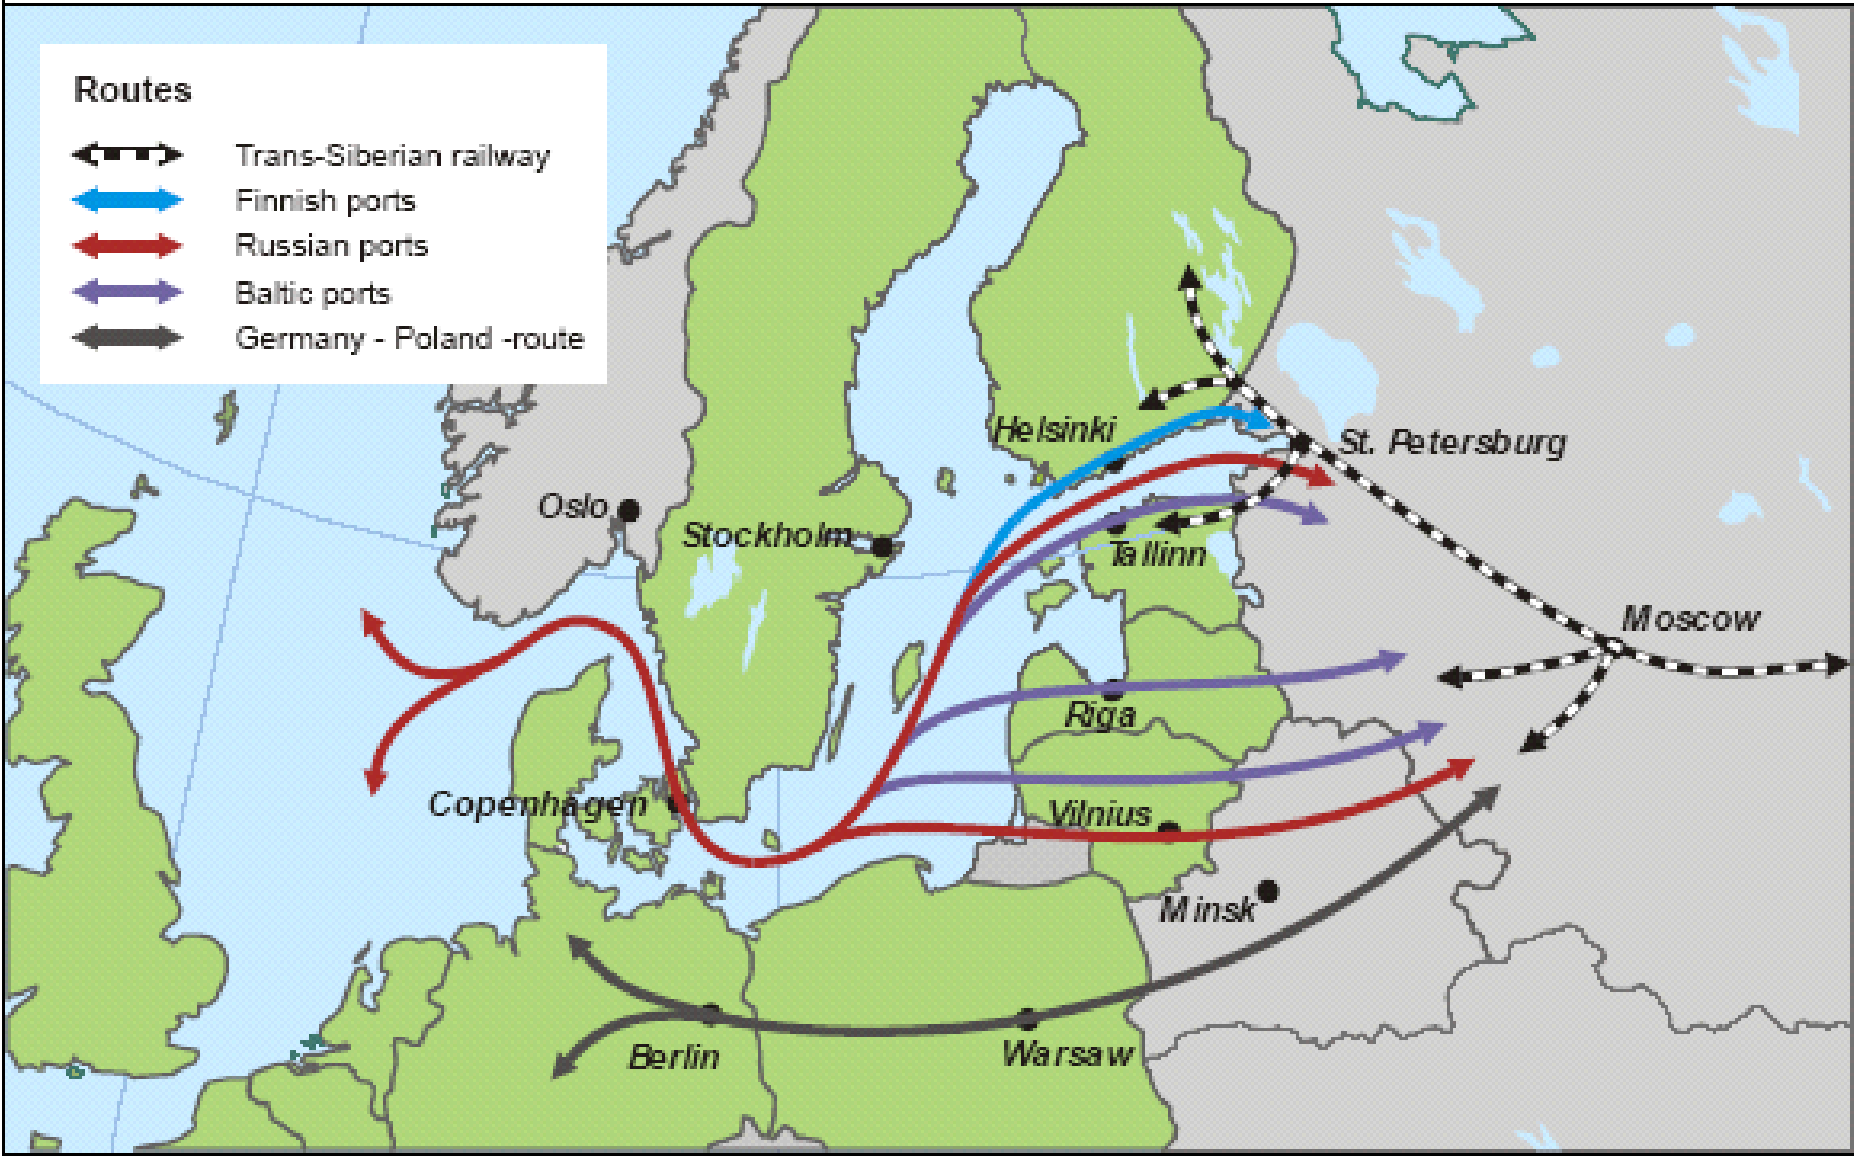 Routes
Trans-Siberian railway
Finnish ports
Russian ports
Baltic ports
Germany - Poland -route
Helsinki
St. Petersburg
Oslo
Stockholm
Tallinn
Moscow
Riga
Copenhagen
Vilnius
Minsk
Berlin
Warsaw